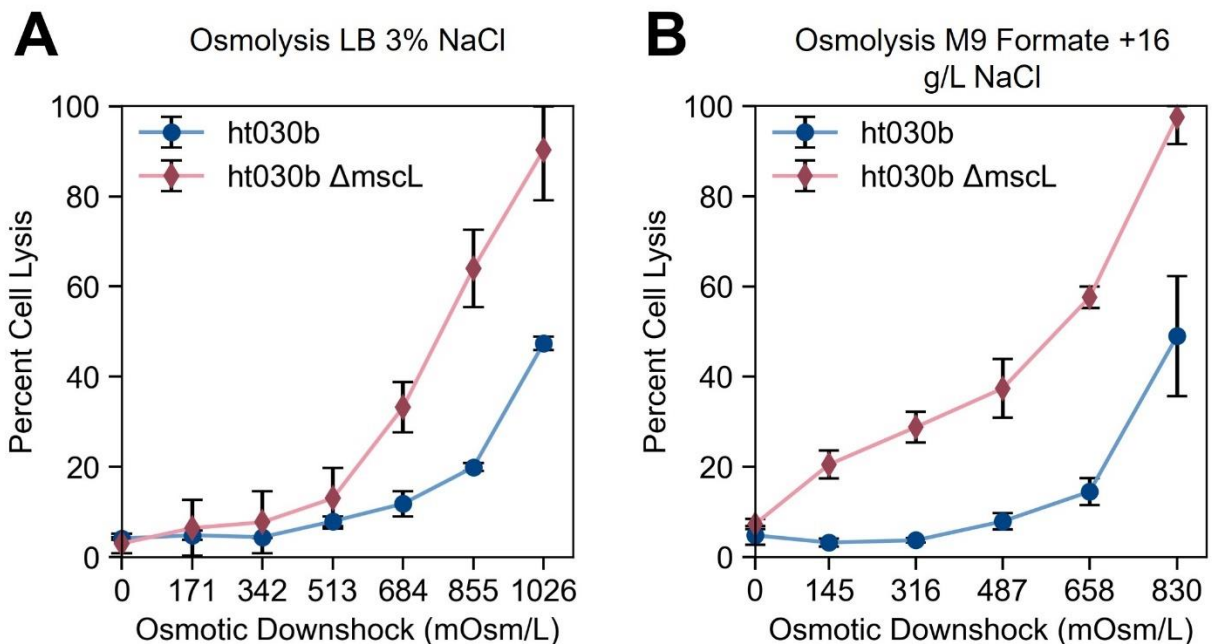 A
Osmolysis LB 3% NaCl
100
80
60
40
20
0
Percent Cell Lysis
ht030b
ht030b ΔmscL
0 171 342 513 684 855 1026
Osmotic Downshock (mOsm/L)
B
Osmolysis M9 Formate +16
g/L NaCl
100
80
60
40
20
0
Percent Cell Lysis
ht030b
ht030b ΔmscL
0 145 316 487 658 830
Osmotic Downshock (mOsm/L)